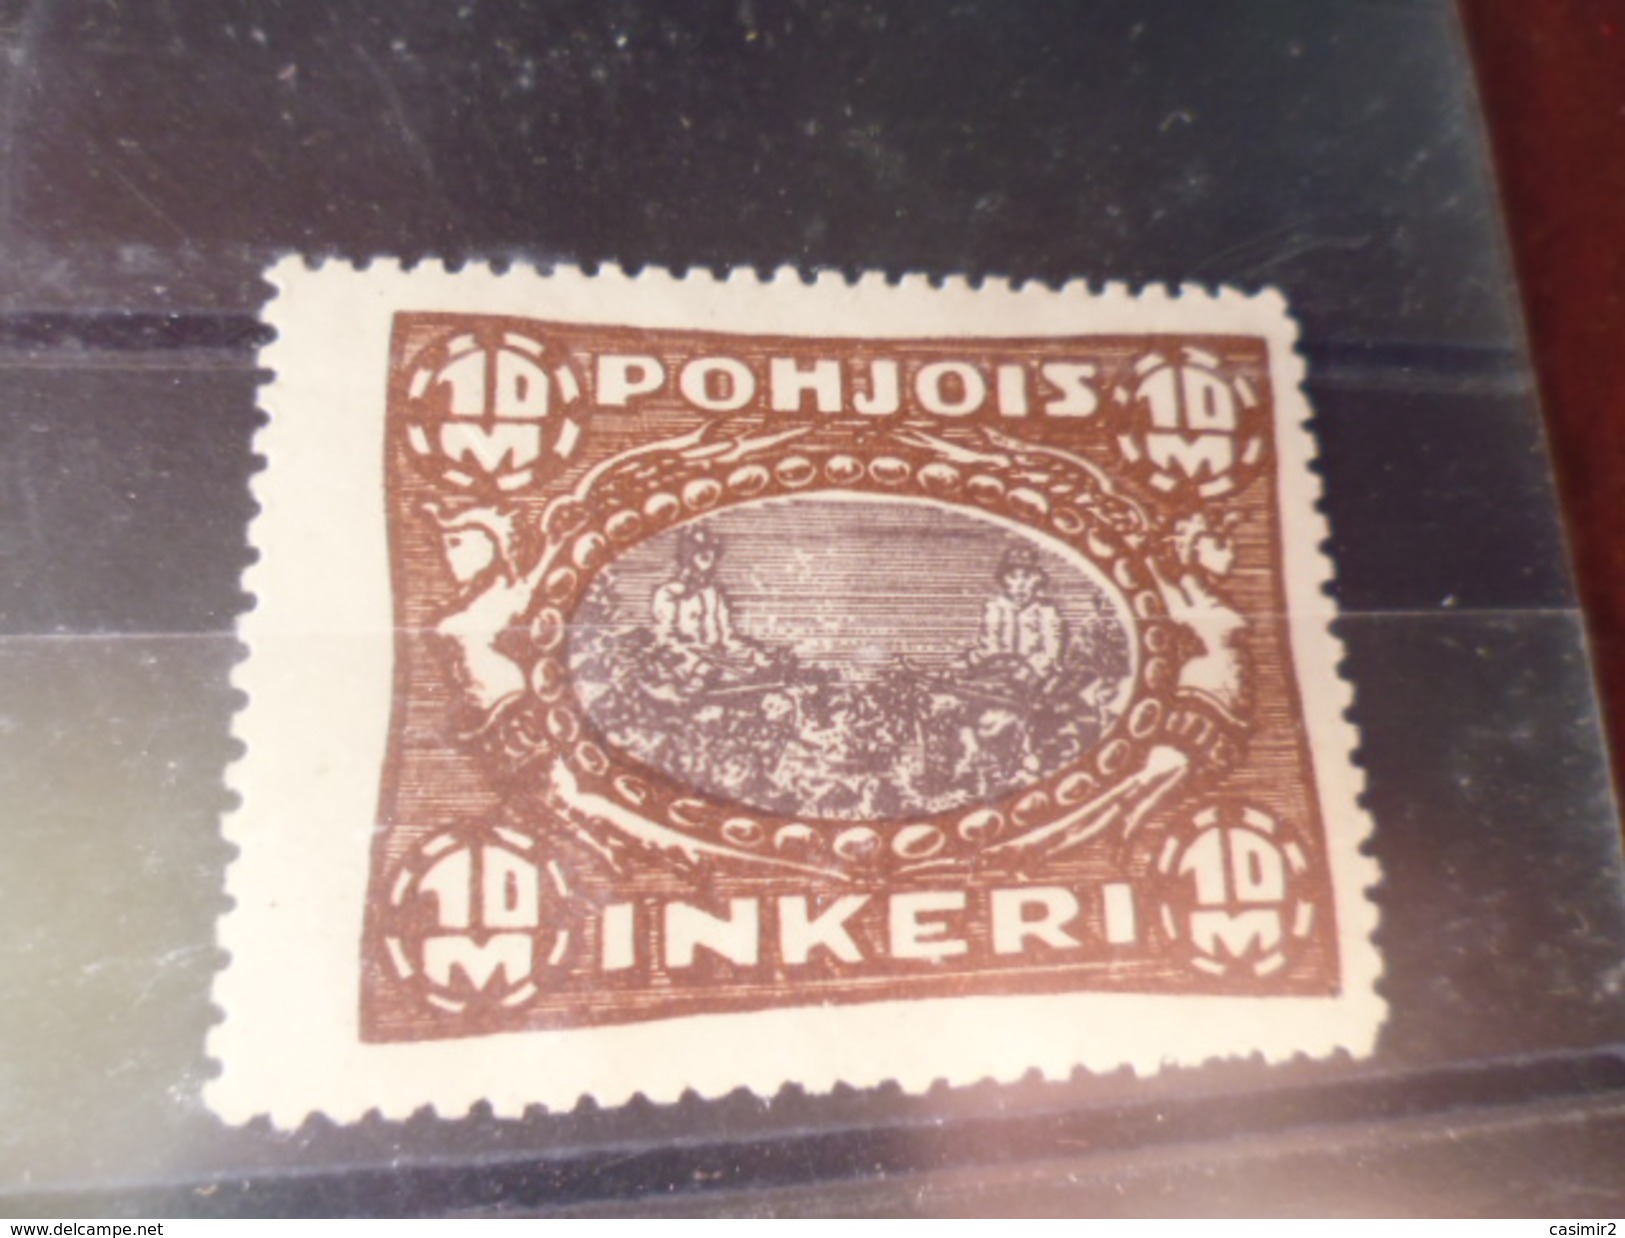 10 POHJOIS 10
M M
10 INKERI 10
M M
www.delcampe.net casimir2